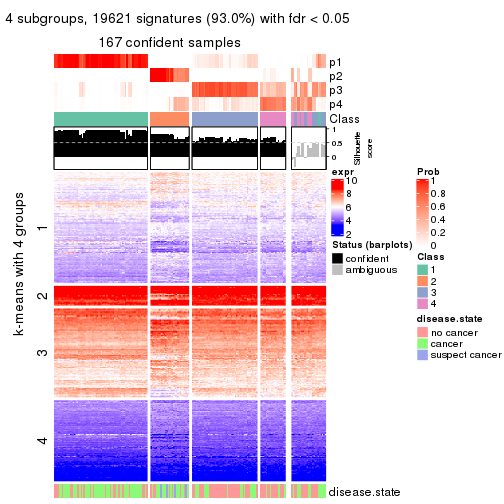 4 subgroups, 19621 signatures (93.0%) with fdr < 0.05
167 confident samples
p1
p2
p3
p4
Class
1
0.5
0
Silhouette
score
k-means with 4 groups
1
2
3
4
disease.state
expr
10
8
6
4
2
Status (barplots)
confident
ambiguous
Prob
1
0.8
0.6
0.4
0.2
0
Class
1
2
3
4
disease.state
no cancer
cancer
suspect cancer